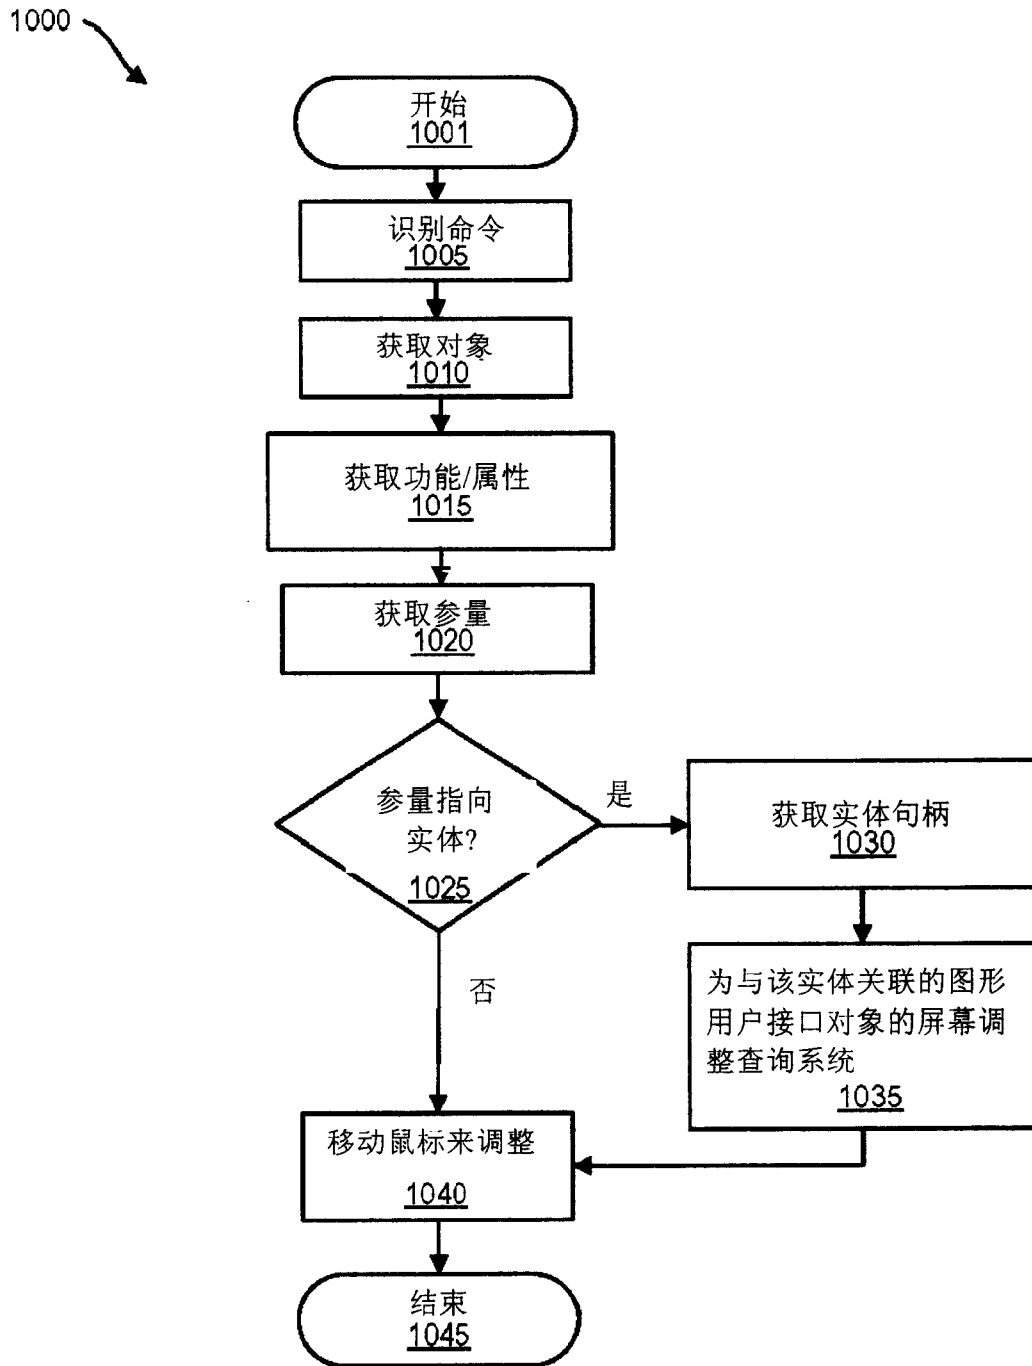 1000
开始
1001
识别命令
1005
获取对象
1010
获取功能/属性
1015
获取参量
1020
参量指向
实体?
1025
是
获取实体句柄
1030
为与该实体关联的图形
用户接口对象的屏幕调
整查询系统
1035
否
移动鼠标来调整
1040
结束
1045